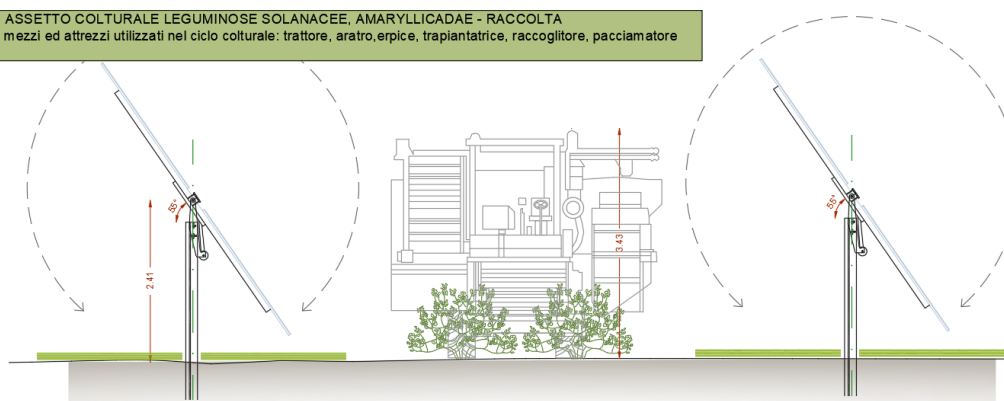 ASSETTO COLTURALE LEGUMINOSE SOLANACEE, AMARYLLICADAE - RACCOLTA
mezzi ed attrezzi utilizzati nel ciclo colturale: trattore, aratro,erpice, trapiantatrice, raccoglitore, pacciamatore
55°
2.41
3.43
55°